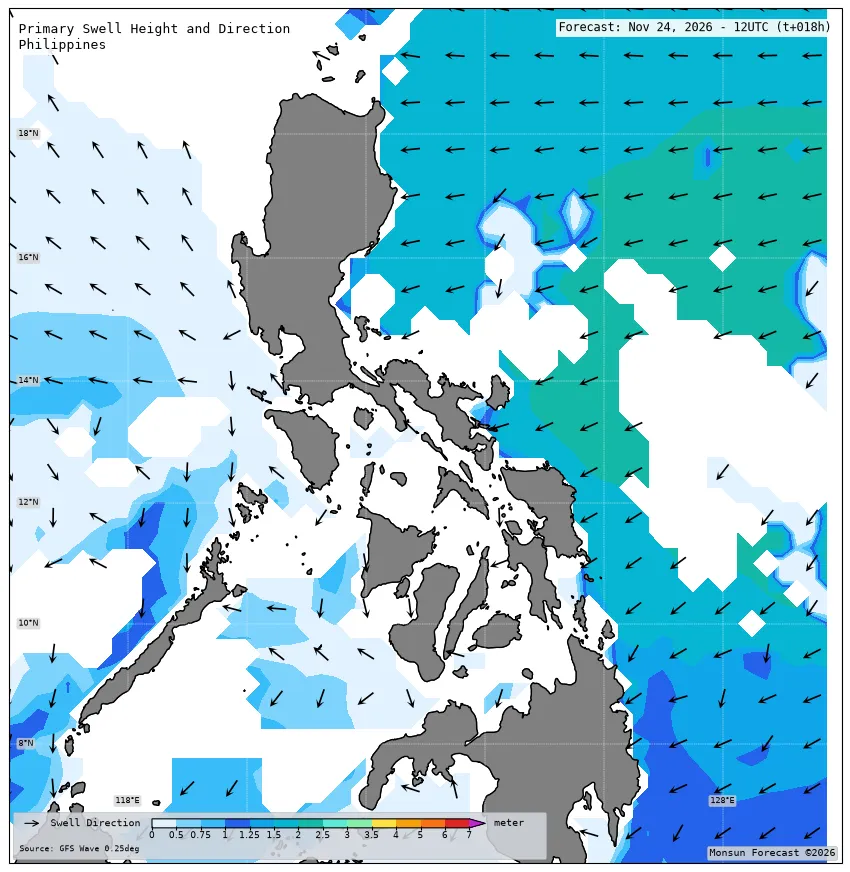 Primary Swell Height and Direction
Philippines
Forecast: Nov 24, 2026 - 12UTC (t+018h)
18°N
16°N
14°N
12°N
10°N
8°N
118°E
128°E
Swell Direction
0 0.5 0.75 1 1.25 1.5 2 2.5 3 3.5 4 5 6 7
meter
Source: GFS Wave 0.25deg
Monsun Forecast ©2026